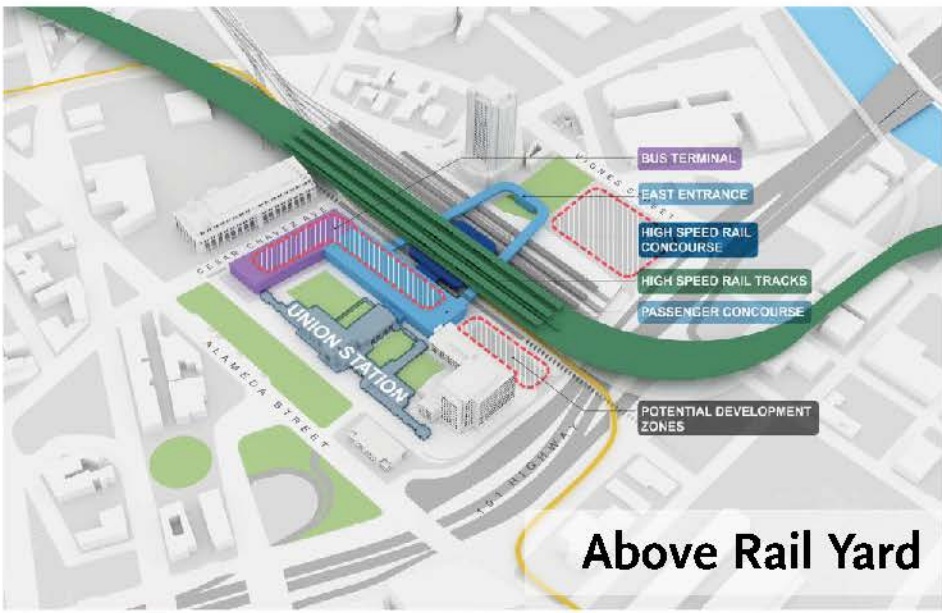 BUS TERMINAL
VIGNES STREET
EAST ENTRANCE
HIGH SPEED RAIL
CONCOURSE
CESAR CHAVEZ AVE
HIGH SPEED RAIL TRACKS
PASSENGER CONCOURSE
UNION STATION
ALAMEDA STREET
POTENTIAL DEVELOPMENT
ZONES
101 HIGHWAY
Above Rail Yard